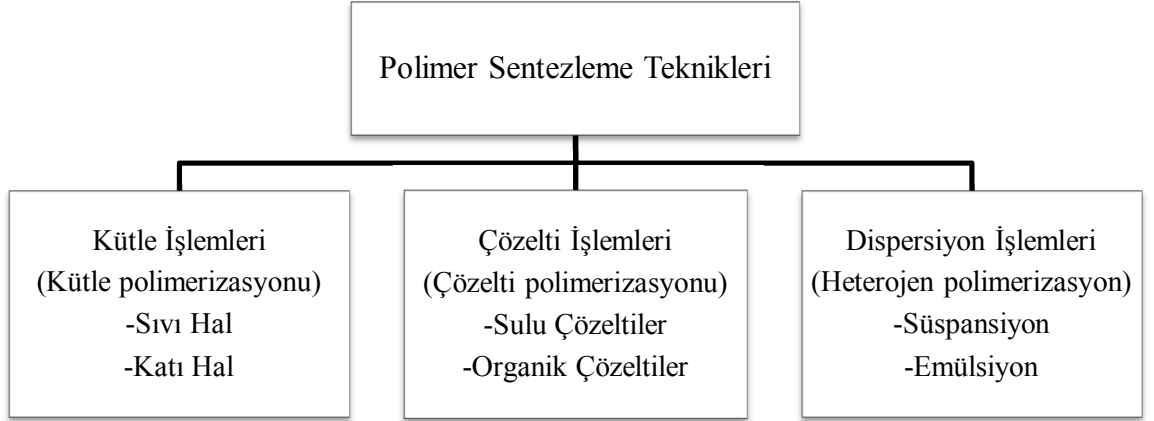 Polimer Sentezleme Teknikleri
Kütle İşlemleri
(Kütle polimerizasyonu)
-Sıvı Hal
-Katı Hal
Çözelti İşlemleri
(Çözelti polimerizasyonu)
-Sulu Çözeltiler
-Organik Çözeltiler
Dispersiyon İşlemleri
(Heterojen polimerizasyon)
-Süspansiyon
-Emülsiyon